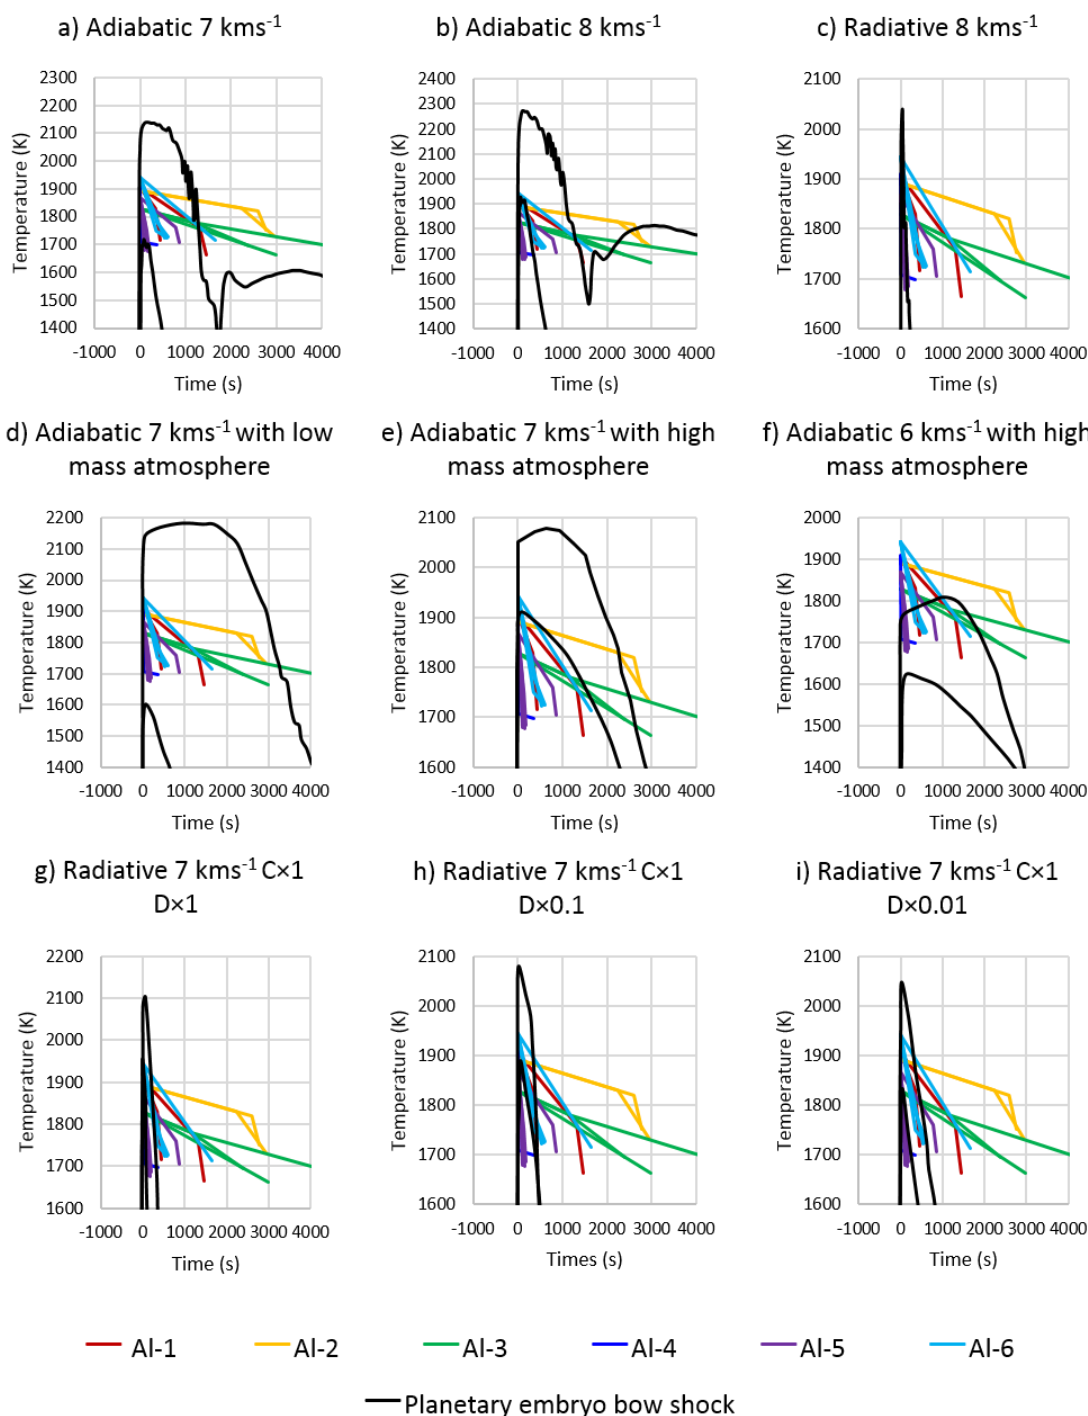 a) Adiabatic 7 kms⁻¹
b) Adiabatic 8 kms⁻¹
c) Radiative 8 kms⁻¹
Temperature (K)
2300
2200
2100
2000
1900
1800
1700
1600
1500
1400
-1000 0 1000 2000 3000 4000
Time (s)
Temperature (K)
2400
2300
2200
2100
2000
1900
1800
1700
1600
1500
1400
-1000 0 1000 2000 3000 4000
Time (s)
Temperature (K)
2100
2000
1900
1800
1700
1600
-1000 0 1000 2000 3000 4000
Time (s)
d) Adiabatic 7 kms⁻¹ with low
mass atmosphere
e) Adiabatic 7 kms⁻¹ with high
mass atmosphere
f) Adiabatic 6 kms⁻¹ with high
mass atmosphere
Temperature (K)
2200
2100
2000
1900
1800
1700
1600
1500
1400
-1000 0 1000 2000 3000 4000
Time (s)
Temperature (K)
2100
2000
1900
1800
1700
1600
-1000 0 1000 2000 3000 4000
Time (s)
Temperature (K)
2000
1900
1800
1700
1600
1500
1400
-1000 0 1000 2000 3000 4000
Time (s)
g) Radiative 7 kms⁻¹ C×1
D×1
h) Radiative 7 kms⁻¹ C×1
D×0.1
i) Radiative 7 kms⁻¹ C×1
D×0.01
Temperature (K)
2200
2100
2000
1900
1800
1700
1600
-1000 0 1000 2000 3000 4000
Time (s)
Temperature (K)
2100
2000
1900
1800
1700
1600
-1000 0 1000 2000 3000 4000
Times (s)
Temperature (K)
2100
2000
1900
1800
1700
1600
-1000 0 1000 2000 3000 4000
Time (s)
Al-1 Al-2 Al-3 Al-4 Al-5 Al-6
Planetary embryo bow shock